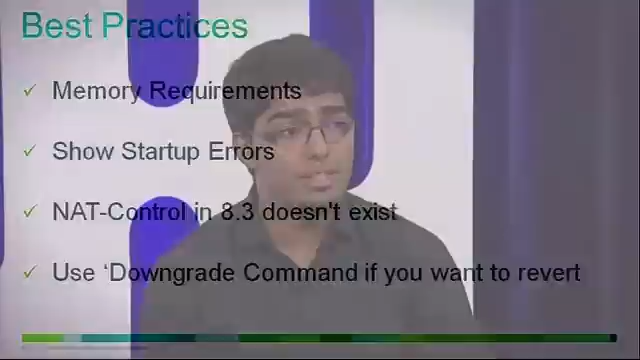 Best Practices
✓ Memory Requirements
✓ Show Startup Errors
✓ NAT-Control in 8.3 doesn't exist
✓ Use ‘Downgrade Command if you want to revert